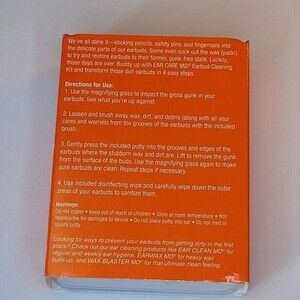 We've all done it—sticking pencils, safety pins, and fingernails into
the delicate parts of our earbuds. Some even suck out the wax (yuck!)
to try and restore earbuds to their former, gunk-free state. Luckily,
those days are over. Buddy up with EAR CARE MD® Earbud Cleaning
Kit and transform those dull earbuds in 4 easy steps.
Directions for Use:
1. Use the magnifying glass to inspect the gross gunk in your
earbuds. See what you're up against.
2. Loosen and brush away wax, dirt, and debris (along with all your
cares and worries) from the grooves of the earbuds with the included
brush.
3. Gently press the included putty into the grooves and edges of the
earbuds where the stubborn wax and dirt are. Lift to remove the gunk
from the surface of the buds. Use the magnifying glass again to make
sure earbuds are clean. Repeat steps if necessary.
4. Use included disinfecting wipe and carefully wipe down the outer
areas of your earbuds to sanitize them.
Warnings:
Do not ingest • Keep out of reach of children • Store at room temperature • Not
responsible for damages to device • Do not place putty into ear • Do not melt or
liquefy putty
Looking for ways to prevent your earbuds from getting dirty in the first
place? Check out our ear cleaning products like EAR CLEAN MD® for
regular and weekly ear hygiene, EARWAX MD® for heavy wax
build-up, and WAX BLASTER MD® for that ultimate clean feeling.